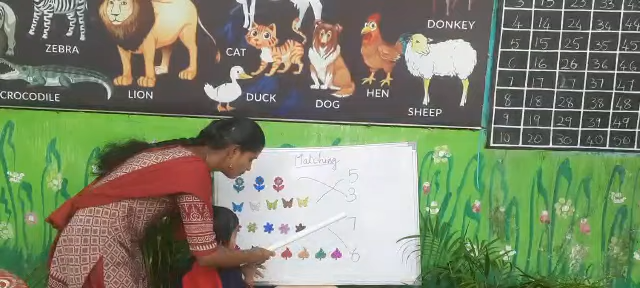 ZEBRA
CROCODILE
LION
CAT
DUCK
DOG
HEN
SHEEP
DONKEY
4 14 24 34 44
5 15 25 35 45
6 16 26 36 46
7 17 27 37 47
8 18 28 38 48
9 19 29 39 49
10 20 30 40 50
Matching
5
3
7
6